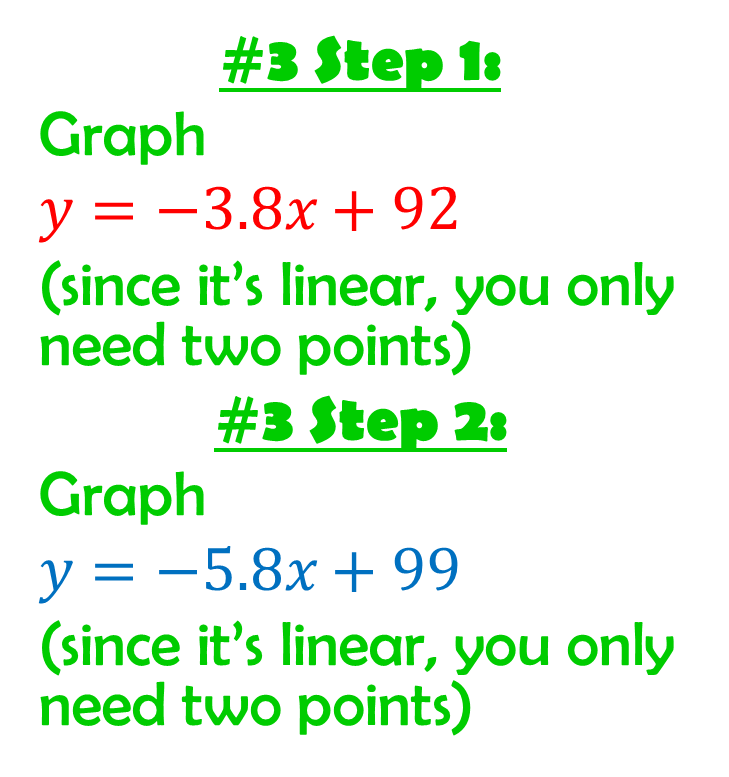 #3 Step 1:
Graph
y = −3.8x + 92
(since it’s linear, you only
need two points)
#3 Step 2:
Graph
y = −5.8x + 99
(since it’s linear, you only
need two points)